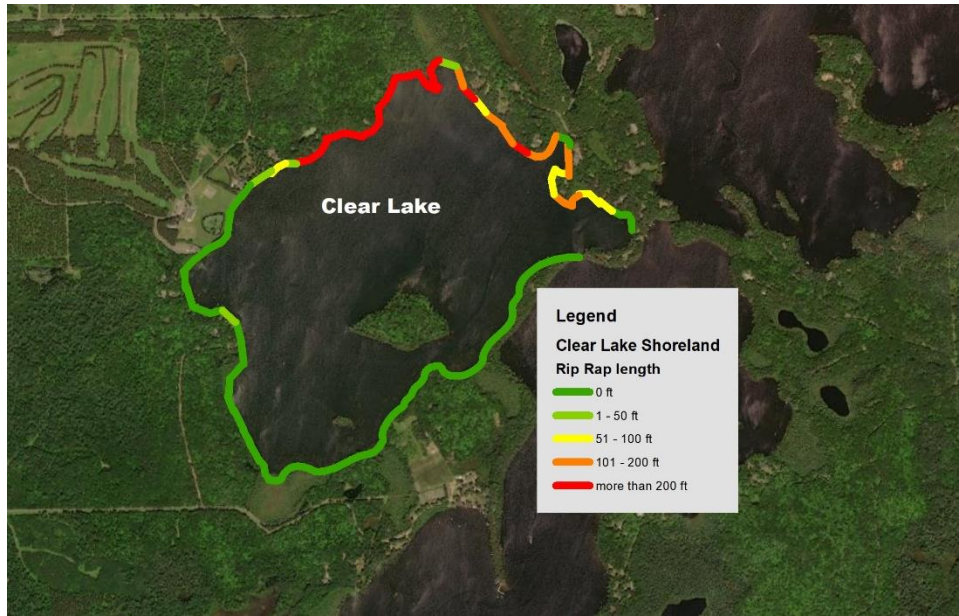 Clear Lake
Legend
Clear Lake Shoreland
Rip Rap length
0 ft
1 - 50 ft
51 - 100 ft
101 - 200 ft
more than 200 ft